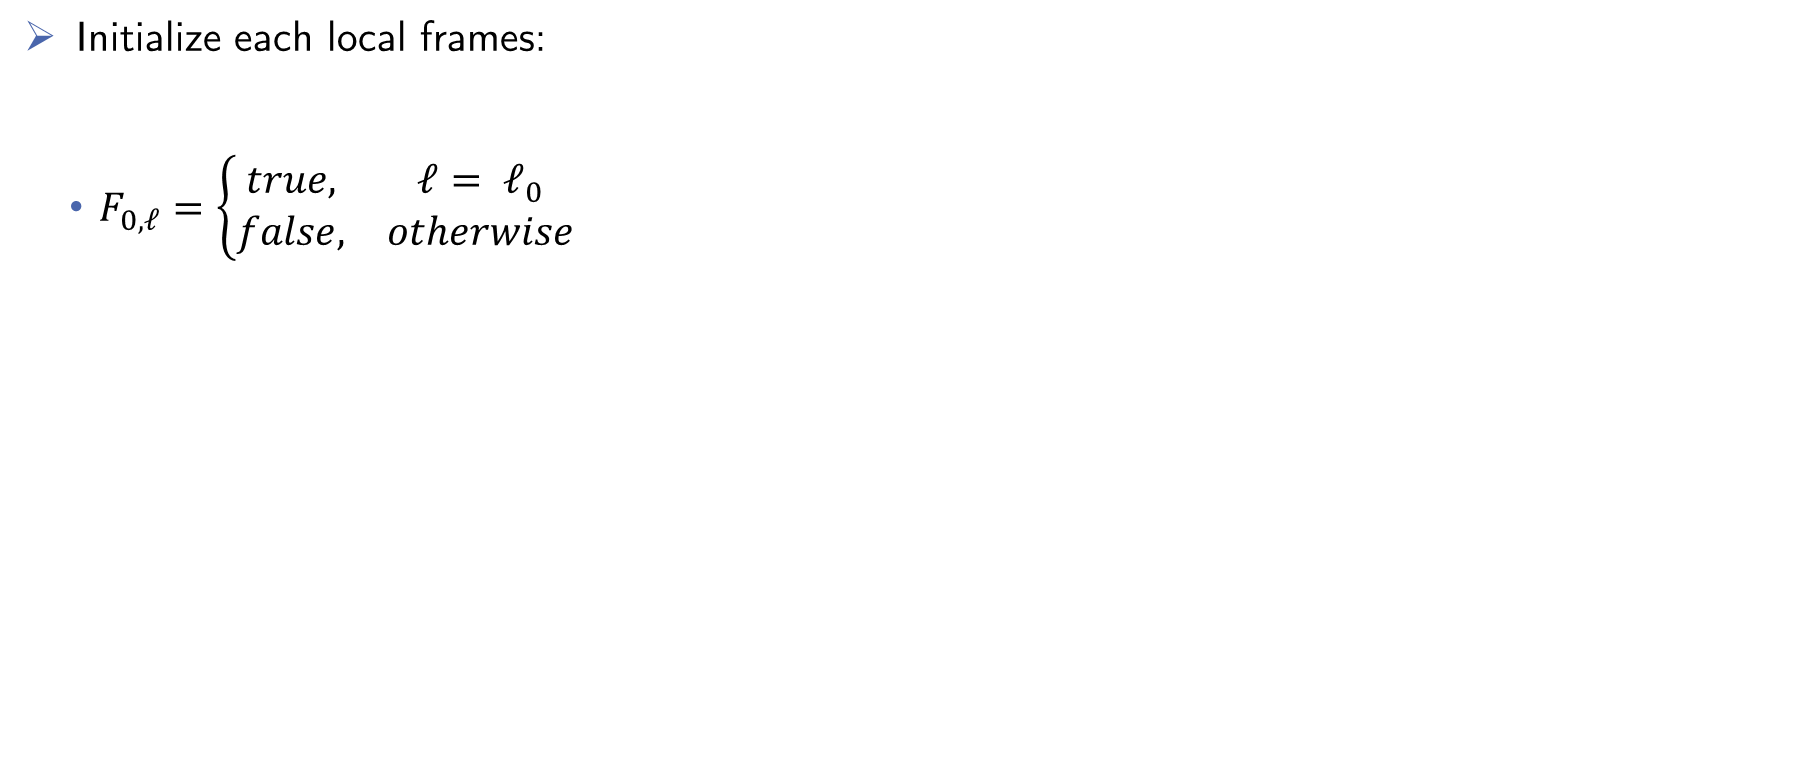 ➢ Initialize each local frames:
• F₀,ℓ = { true, ℓ = ℓ₀
false, otherwise